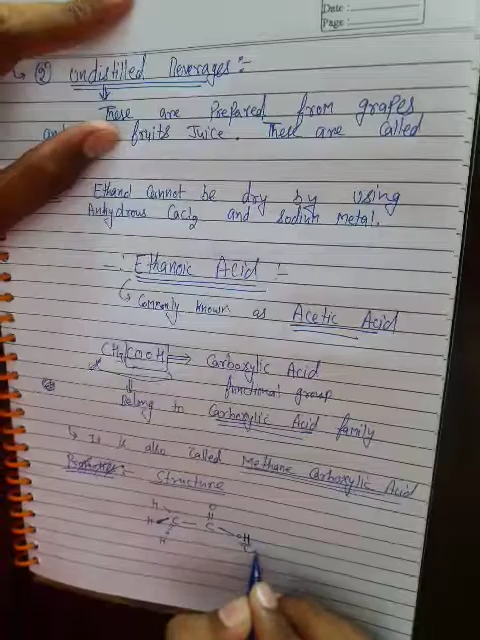 Date :
Page :
② Undistilled Beverages :-
These are Prepared from grapes
fruits Juice. These are called
Ethanol cannot be dry by using
Anhydrous CaCl2 and sodium Metal.
-: Ethanoic Acid :-
Commonly known as Acetic Acid
CH3COOH ⇒ Carboxylic Acid
functional group
Belong to Carboxylic Acid family
It is also called Methane Carboxylic Acid
Structure
H O
H C - C
H OH